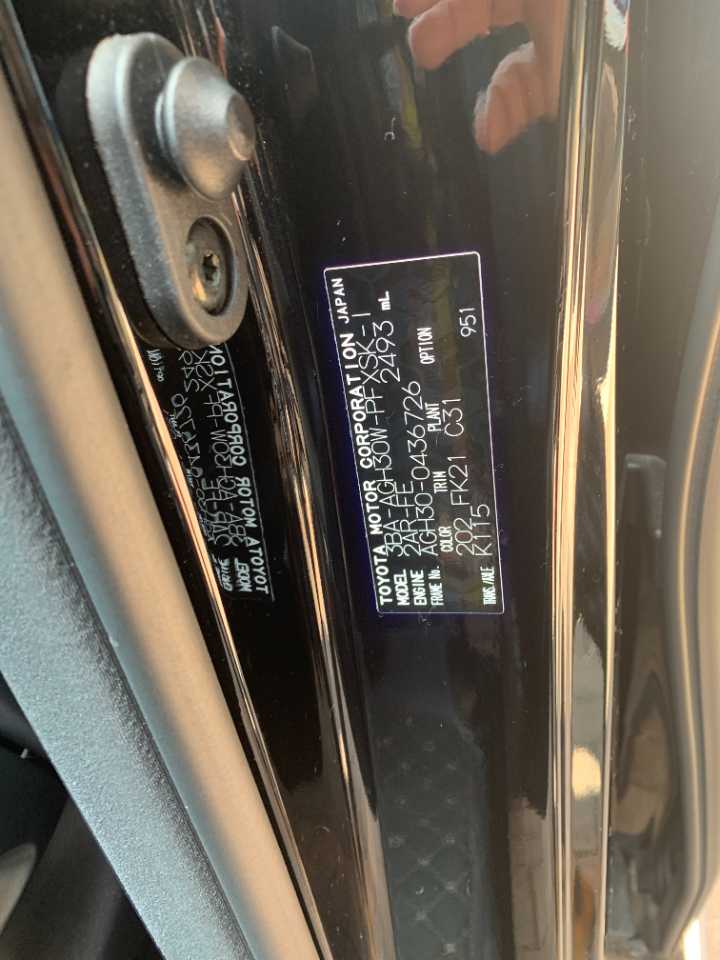 TOYOTA MOTOR CORPORATION JAPAN
MODEL 3BA-AGH30W-PFXSK-I
ENGINE 2AR-FE 2493 mL
FRAME No. AGH30-0436726
COLOR TRIM PLANT OPTION
202 FK21 C31 951
TRANS/AXLE K115